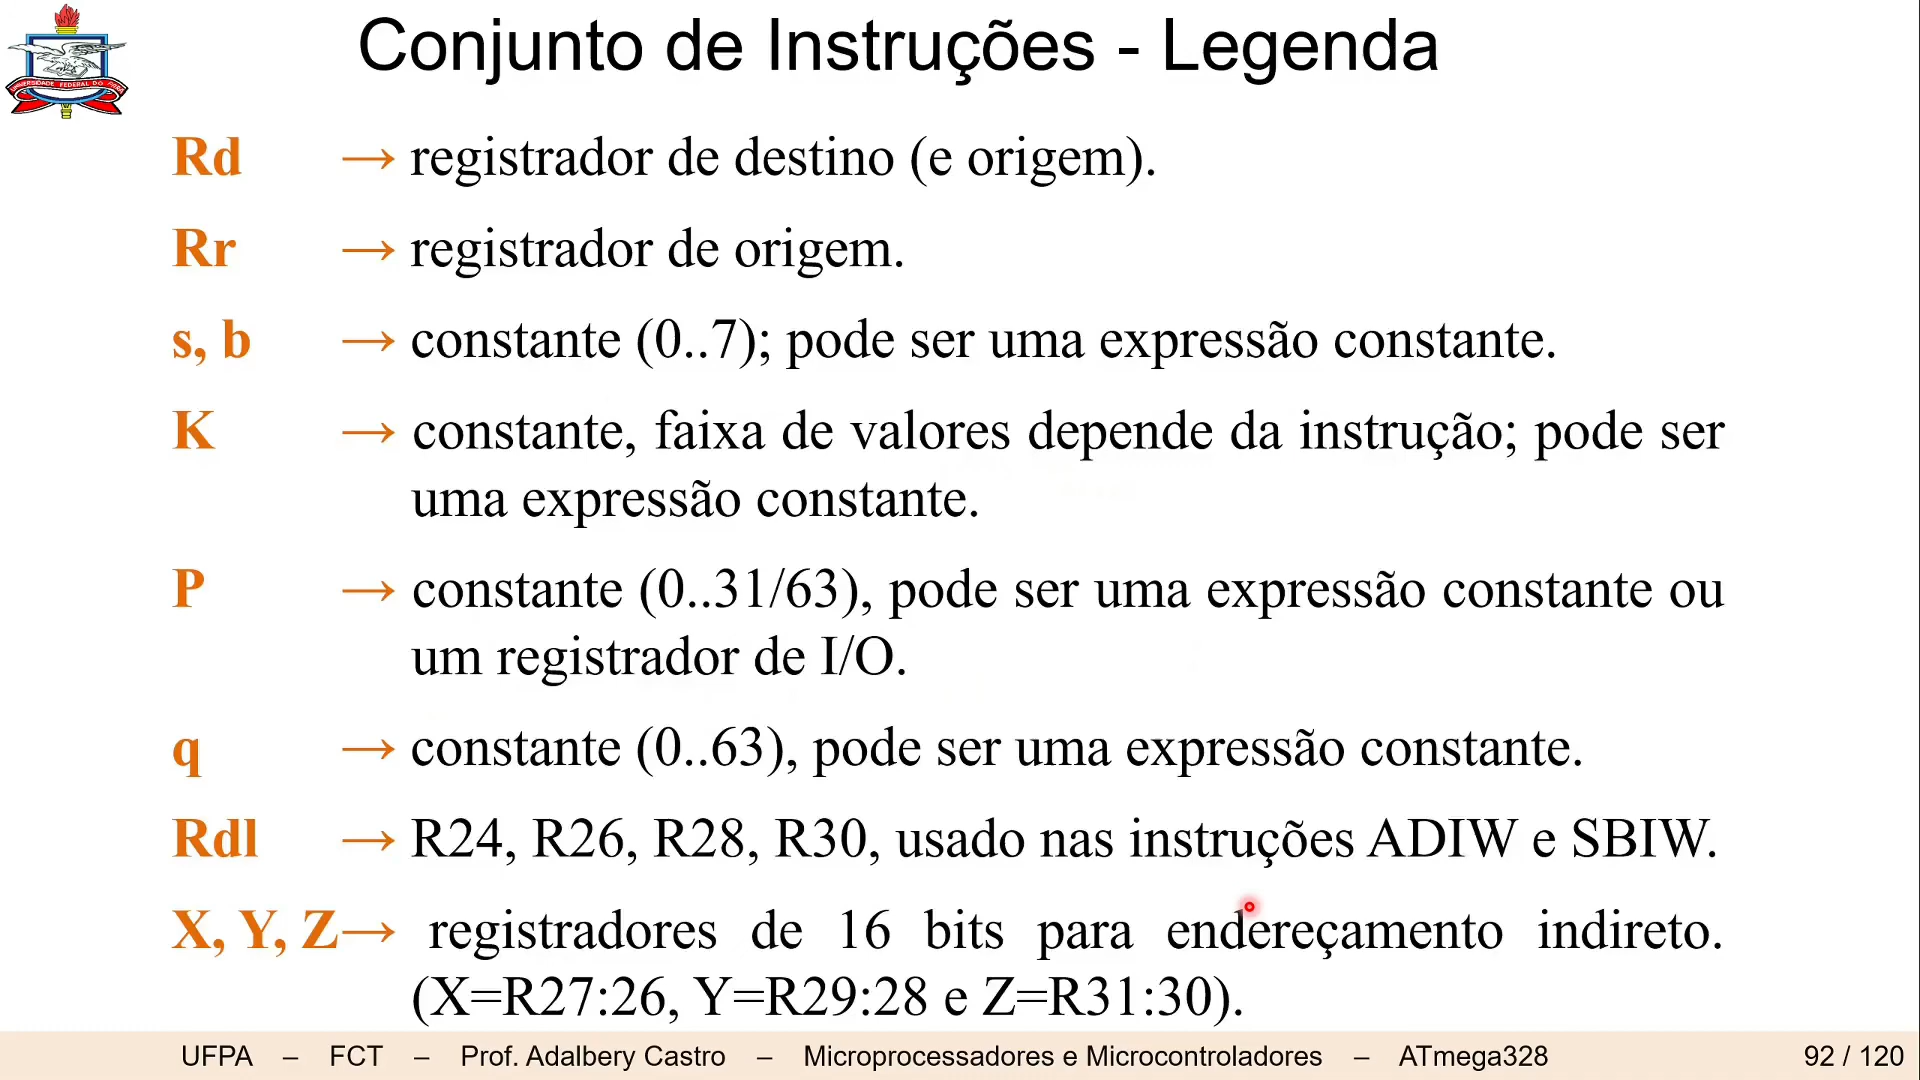 Conjunto de Instruções - Legenda
UNIVERSIDADE FEDERAL DO PARÁ
Rd → registrador de destino (e origem).
Rr → registrador de origem.
s, b → constante (0..7); pode ser uma expressão constante.
K → constante, faixa de valores depende da instrução; pode ser
uma expressão constante.
P → constante (0..31/63), pode ser uma expressão constante ou
um registrador de I/O.
q → constante (0..63), pode ser uma expressão constante.
Rdl → R24, R26, R28, R30, usado nas instruções ADIW e SBIW.
X, Y, Z→ registradores de 16 bits para endereçamento indireto.
(X=R27:26, Y=R29:28 e Z=R31:30).
UFPA – FCT – Prof. Adalbery Castro – Microprocessadores e Microcontroladores – ATmega328 92 / 120